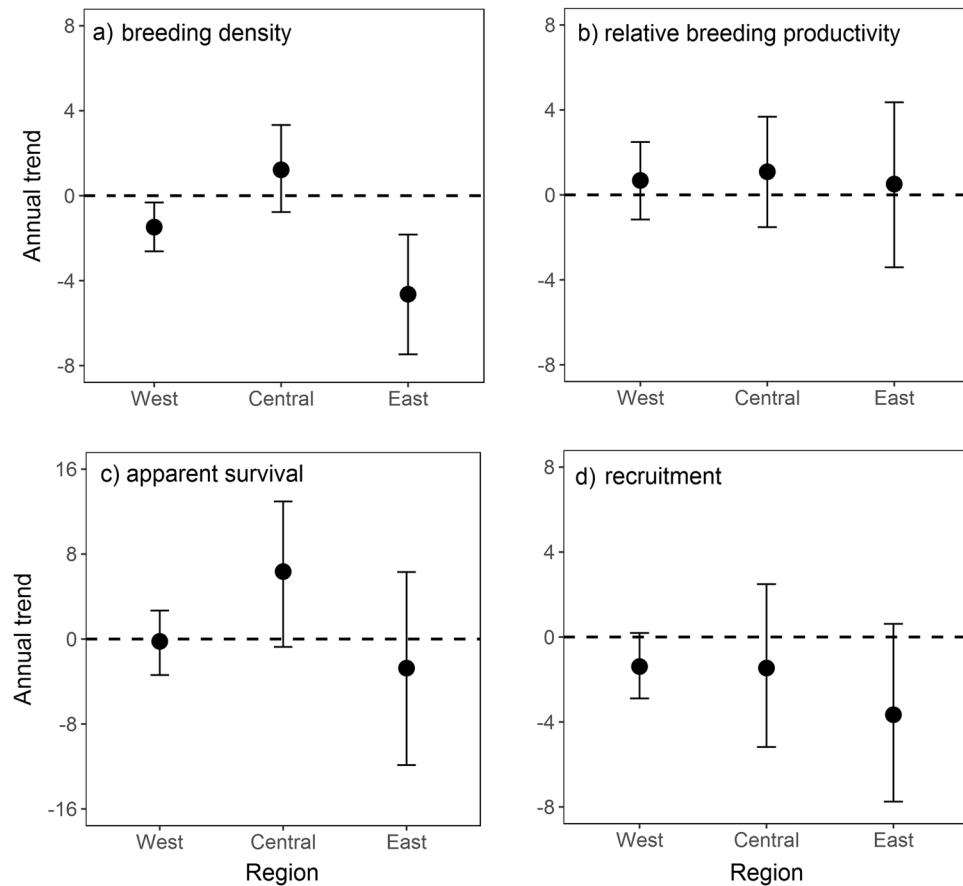 a) breeding density
8
4
0
-4
-8
Annual trend
West Central East
b) relative breeding productivity
8
4
0
-4
-8
West Central East
c) apparent survival
16
8
0
-8
-16
Annual trend
West Central East
Region
d) recruitment
8
4
0
-4
-8
West Central East
Region